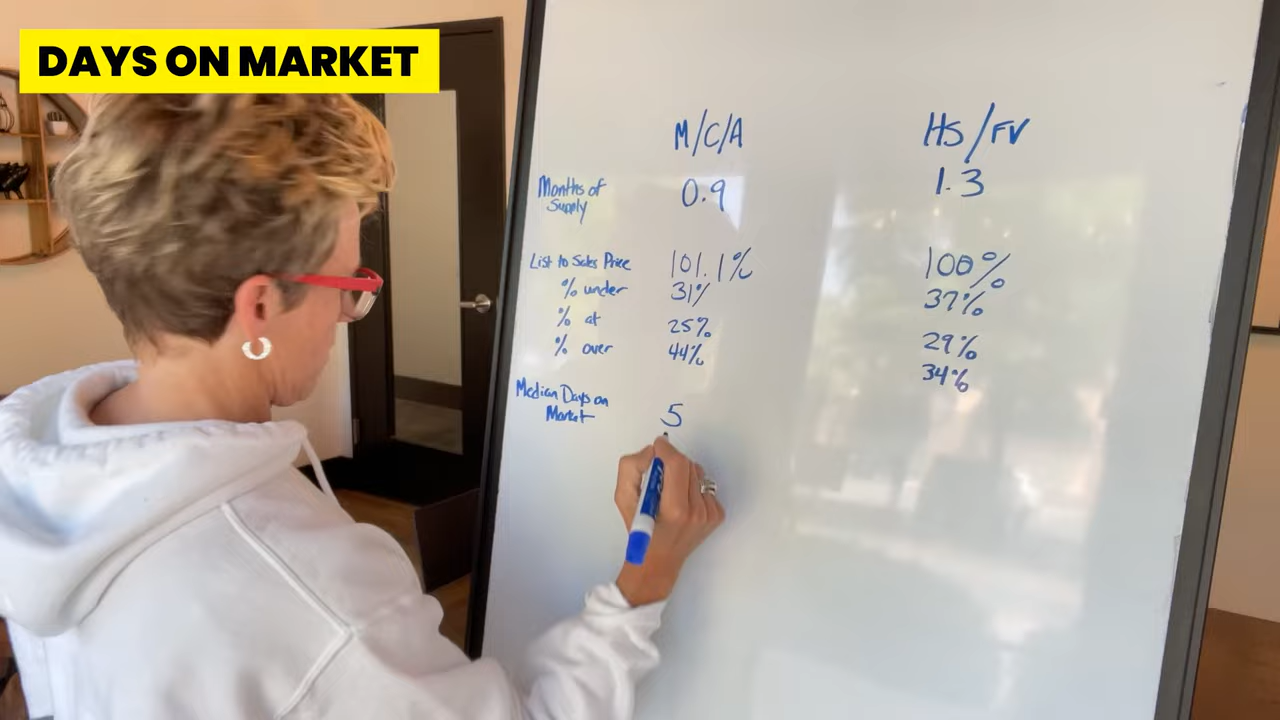 DAYS ON MARKET
M/C/A HS/FV
Months of
Supply 0.9 1.3
List to Sales Price 101.1% 100%
% under 31% 37%
% at 25% 29%
% over 44% 34%
Median Days on
Market 5